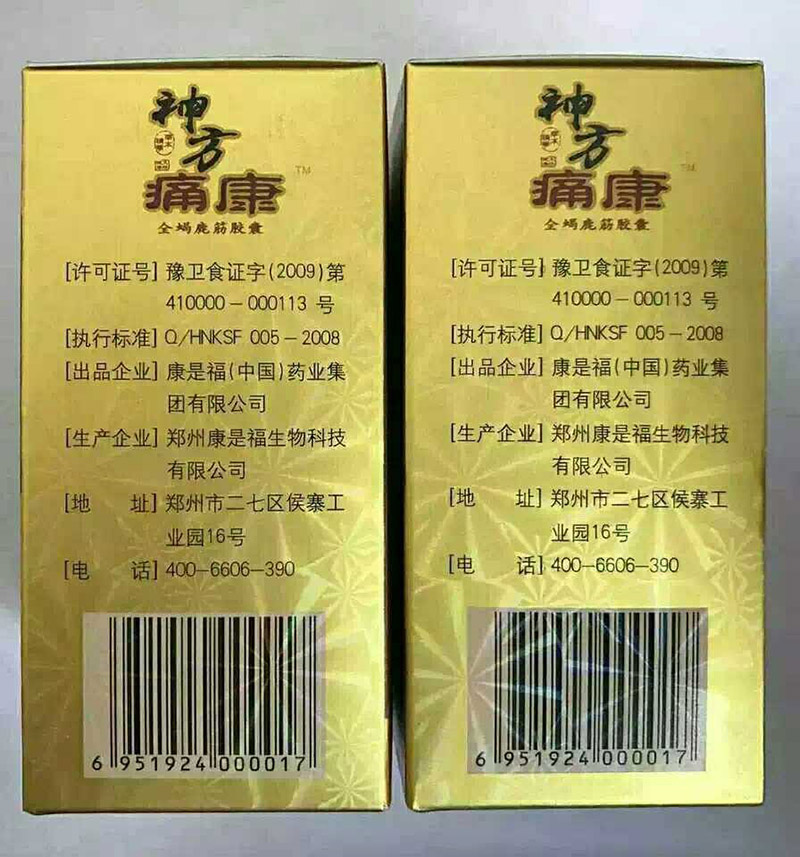 神方
痛康
TM
全蝎鹿筋胶囊
[许可证号] 豫卫食证字(2009)第
410000-000113 号
[执行标准] Q/HNKSF 005-2008
[出品企业] 康是福(中国)药业集
团有限公司
[生产企业] 郑州康是福生物科技
有限公司
[地 址] 郑州市二七区侯寨工
业园16号
[电 话] 400-6606-390
6 951924 000017
神方
痛康
TM
全蝎鹿筋胶囊
[许可证号] 豫卫食证字(2009)第
410000-000113 号
[执行标准] Q/HNKSF 005-2008
[出品企业] 康是福(中国)药业集
团有限公司
[生产企业] 郑州康是福生物科技
有限公司
[地 址] 郑州市二七区侯寨工
业园16号
[电 话] 400-6606-390
6 951924 000017